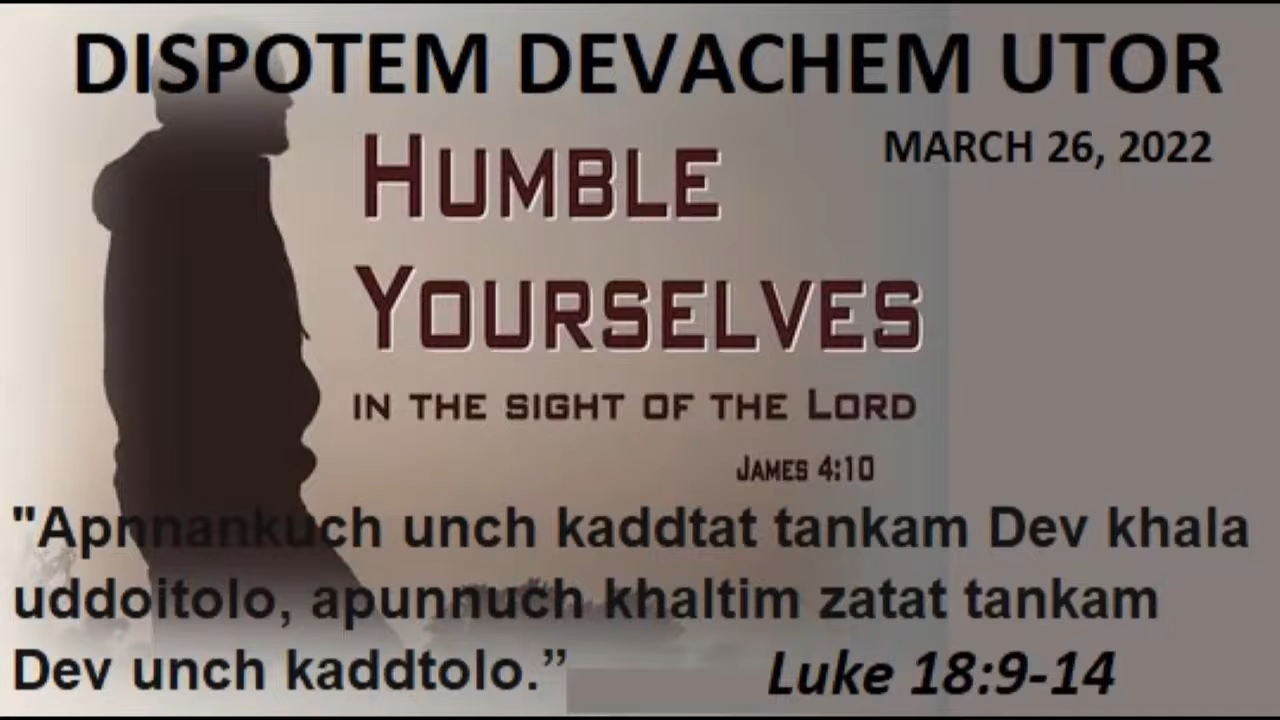 DISPOTEM DEVACHEM UTOR
MARCH 26, 2022
HUMBLE
YOURSELVES
IN THE SIGHT OF THE LORD
JAMES 4:10
"Apnnankuch unch kaddtat tankam Dev khala
uddoitolo, apunnuch khaltim zatat tankam
Dev unch kaddtolo.”
Luke 18:9-14